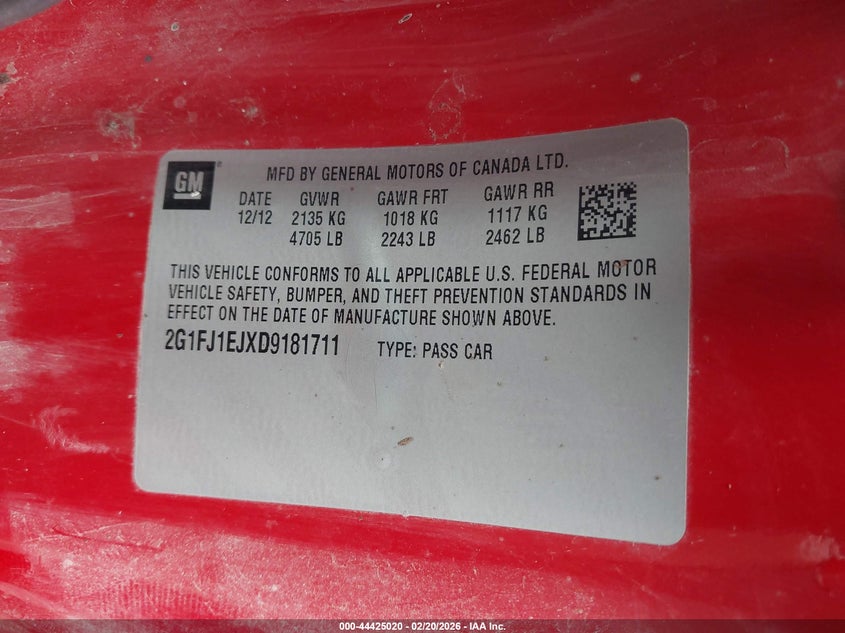 GM
®
MFD BY GENERAL MOTORS OF CANADA LTD.
DATE GVWR GAWR FRT GAWR RR
12/12 2135 KG 1018 KG 1117 KG
4705 LB 2243 LB 2462 LB
THIS VEHICLE CONFORMS TO ALL APPLICABLE U.S. FEDERAL MOTOR
VEHICLE SAFETY, BUMPER, AND THEFT PREVENTION STANDARDS IN
EFFECT ON THE DATE OF MANUFACTURE SHOWN ABOVE.
2G1FJ1EJXD9181711 TYPE: PASS CAR
000-44425020 - 02/20/2026 - IAA Inc.